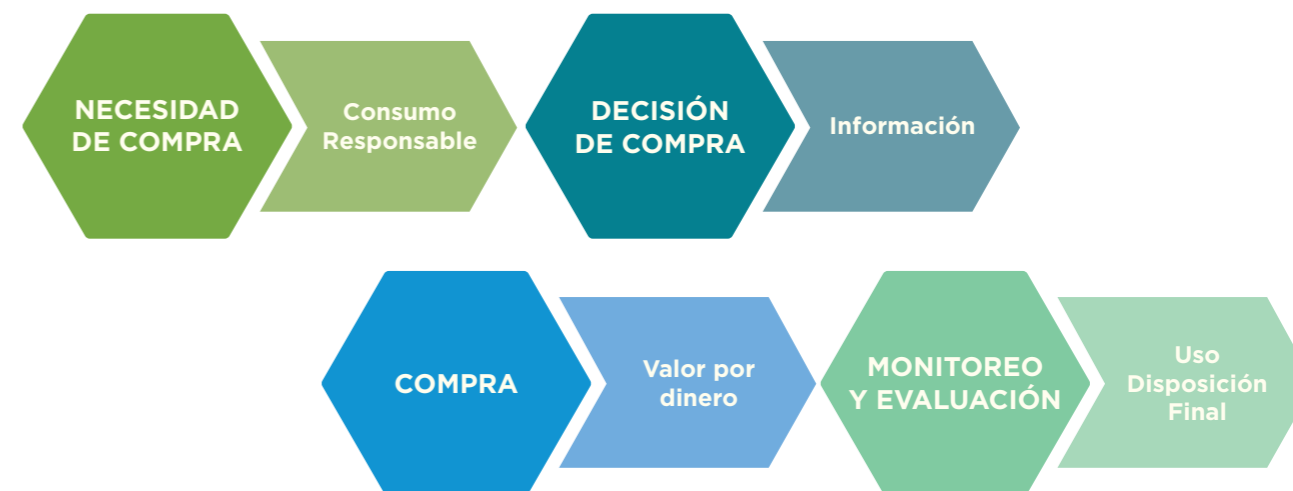 NECESIDAD
DE COMPRA
Consumo
Responsable
DECISIÓN
DE COMPRA
Información
COMPRA
Valor por
dinero
MONITOREO
Y EVALUACIÓN
Uso
Disposición
Final